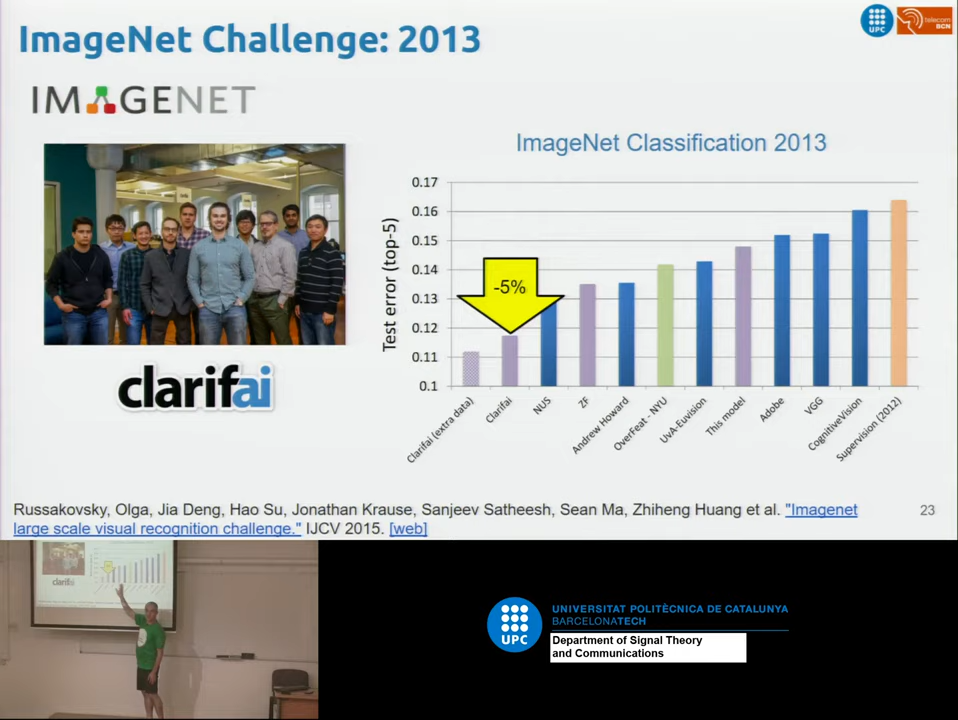 ImageNet Challenge: 2013
UPC
telecom
BCN
IMAGENET
ImageNet Classification 2013
Test error (top-5)
0.17
0.16
0.15
0.14
0.13
0.12
0.11
0.1
-5%
Clarifai (extra data)
Clarifai
NUS
ZF
Andrew Howard
OverFeat - NYU
UvA-Euvision
This model
Adobe
VGG
CognitiveVision
Supervision (2012)
clarifai
Russakovsky, Olga, Jia Deng, Hao Su, Jonathan Krause, Sanjeev Satheesh, Sean Ma, Zhiheng Huang et al. "Imagenet
large scale visual recognition challenge." IJCV 2015. [web]
23
clarifai
UPC
UNIVERSITAT POLITÈCNICA DE CATALUNYA
BARCELONATECH
Department of Signal Theory
and Communications